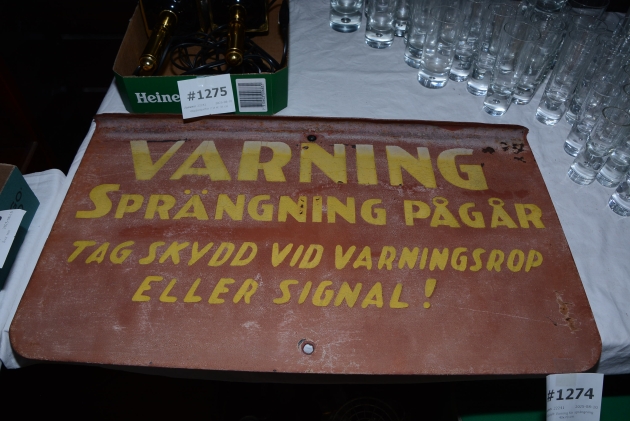 #1275
Heine
VARNING
SPRÄNGNING PÅGÅR
TAG SKYDD VID VARNINGSROP
ELLER SIGNAL!
#1274